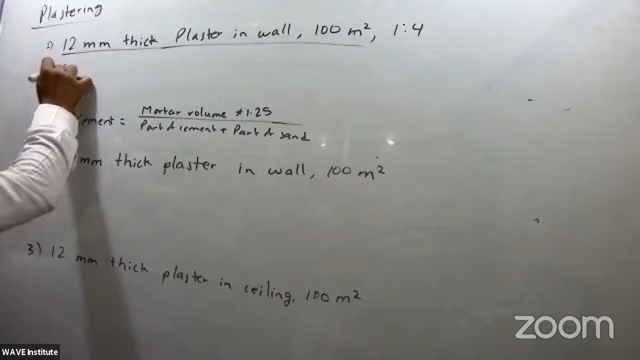 Plastering
1) 12 mm thick Plaster in wall, 100 m², 1:4
cement = Mortar volume * 1.25
Part of cement + Part of sand
mm thick plaster in wall, 100 m²
3) 12 mm thick plaster in ceiling, 100 m²
zoom
WAVE Institute